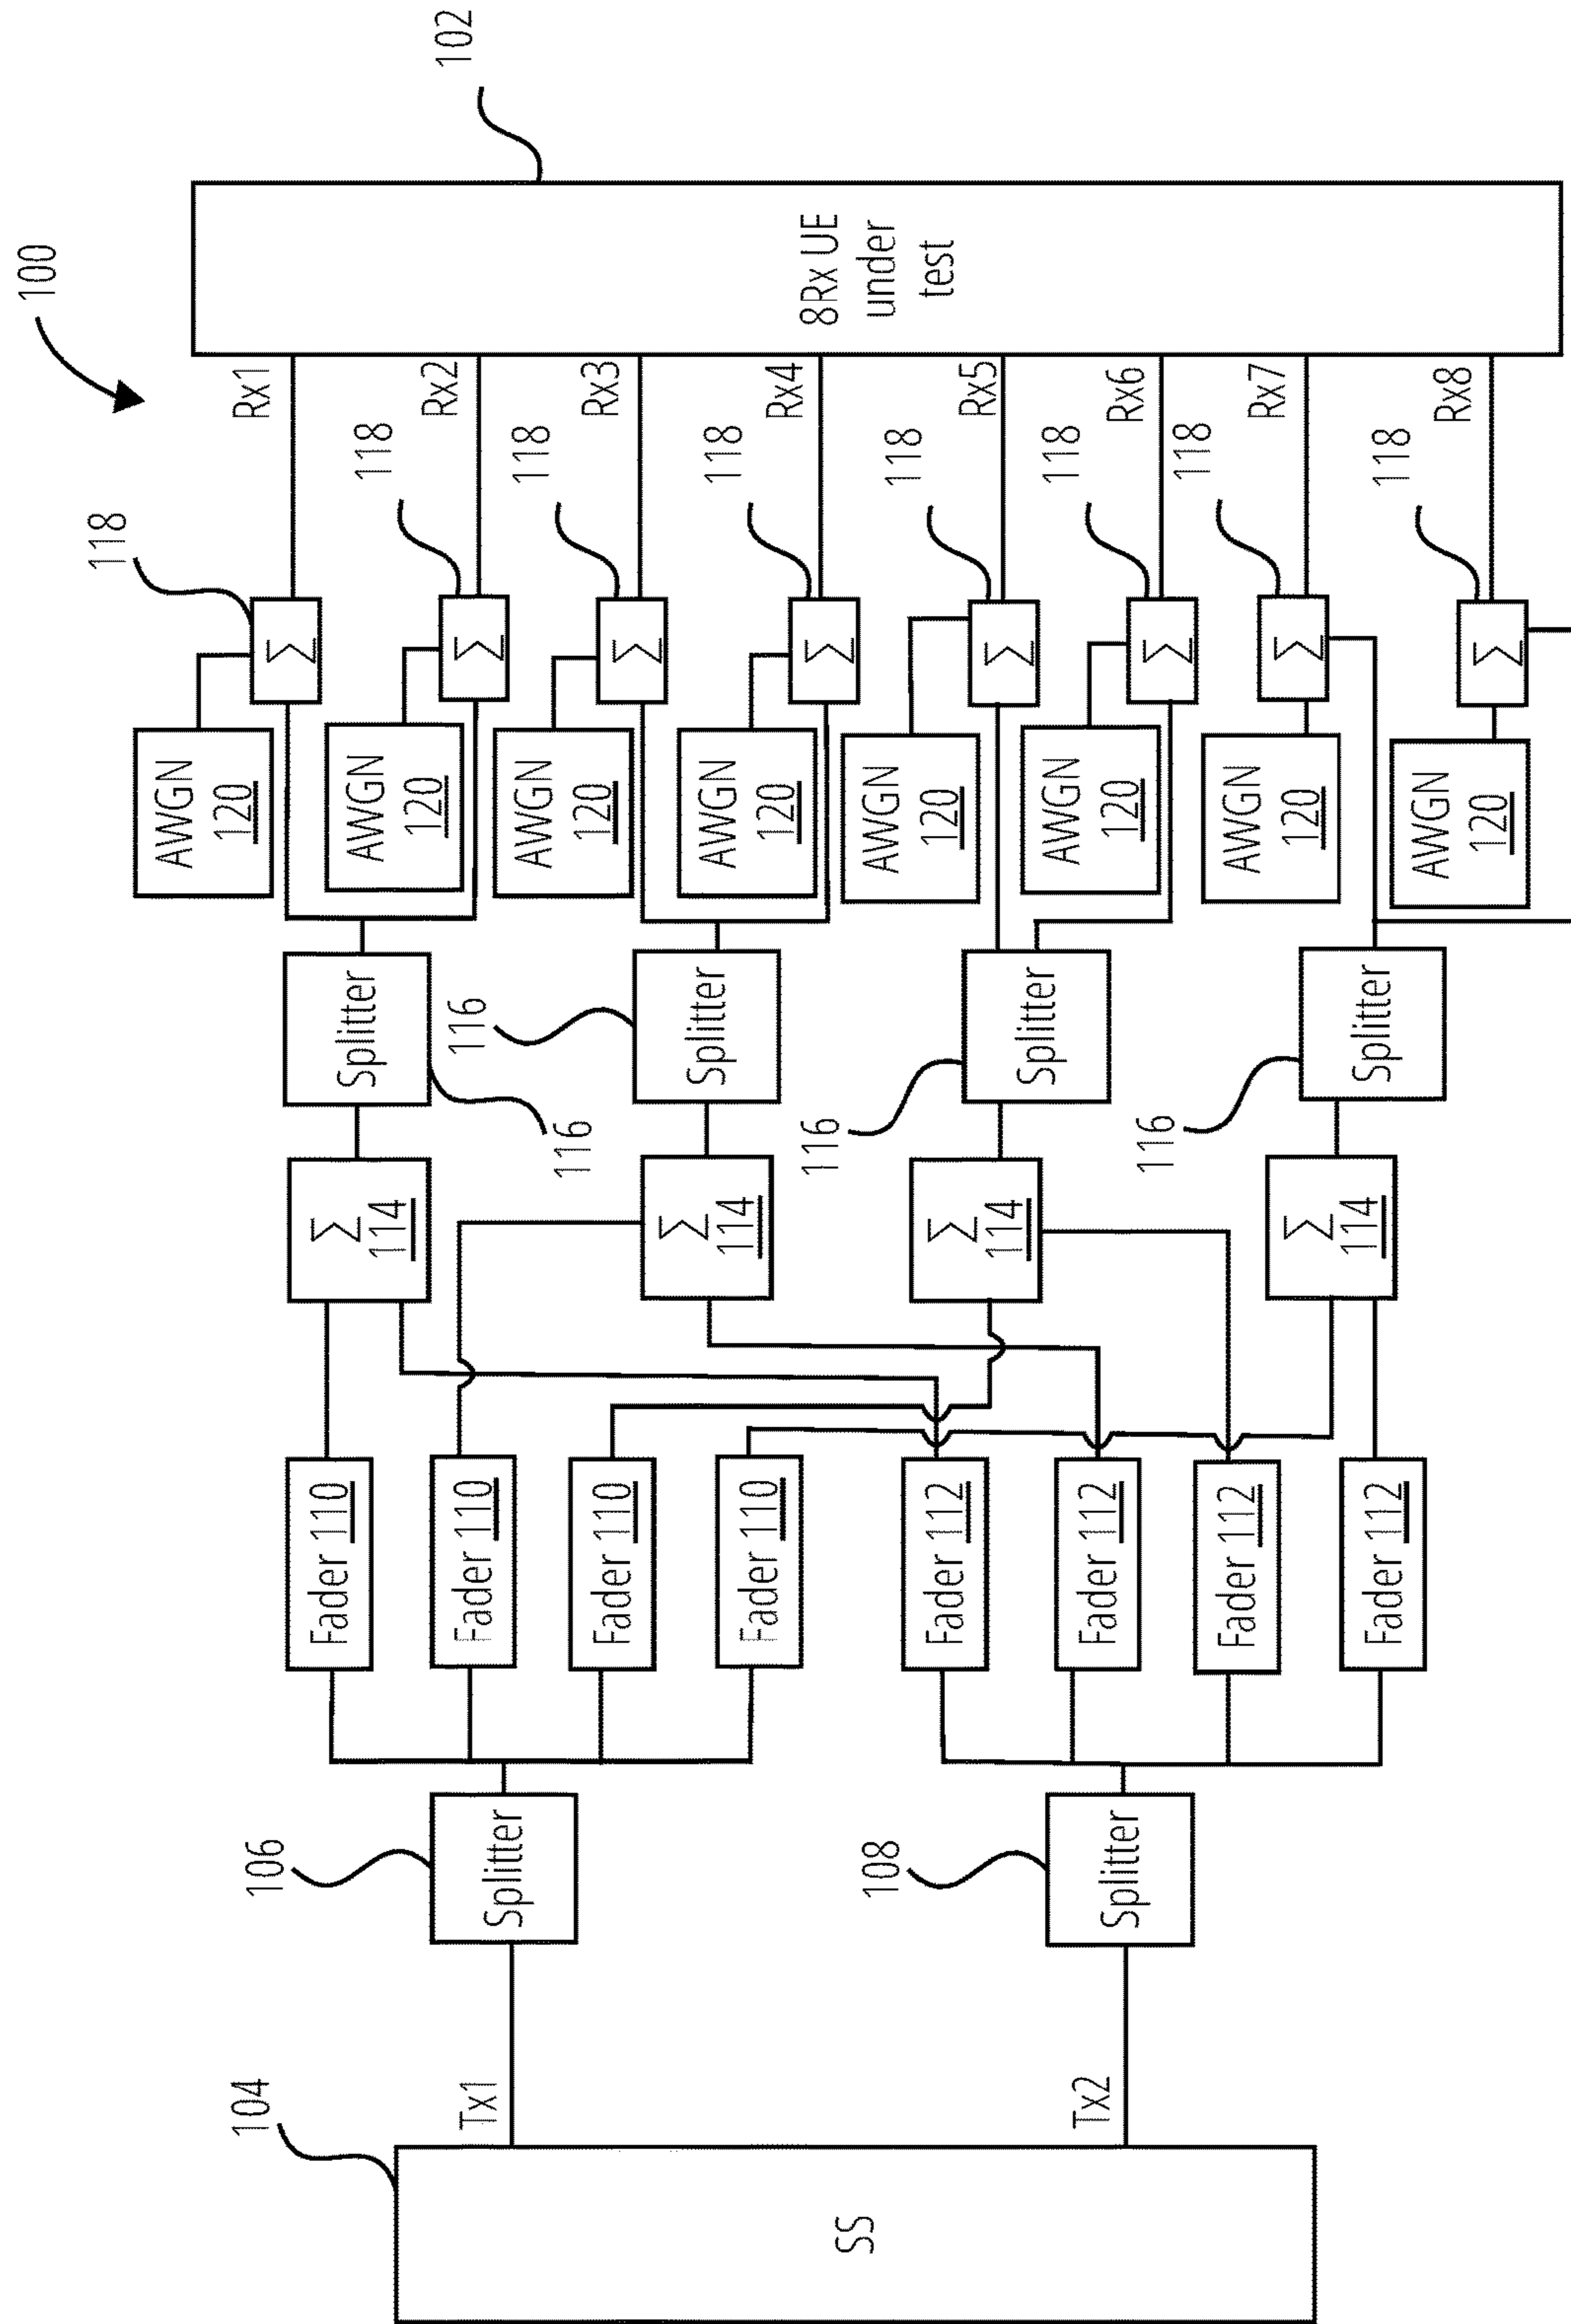 100
102
8Rx UE
under
test
Rx1
Rx2
Rx3
Rx4
Rx5
Rx6
Rx7
Rx8
118
118
118
118
118
118
118
118
Σ
Σ
Σ
Σ
Σ
Σ
Σ
Σ
AWGN
120
AWGN
120
AWGN
120
AWGN
120
AWGN
120
AWGN
120
AWGN
120
AWGN
120
Splitter
Splitter
Splitter
Splitter
116
116
116
116
Σ
114
Σ
114
Σ
114
Σ
114
Fader 110
Fader 110
Fader 110
Fader 110
Fader 112
Fader 112
Fader 112
Fader 112
106
Splitter
108
Splitter
Tx1
Tx2
104
SS